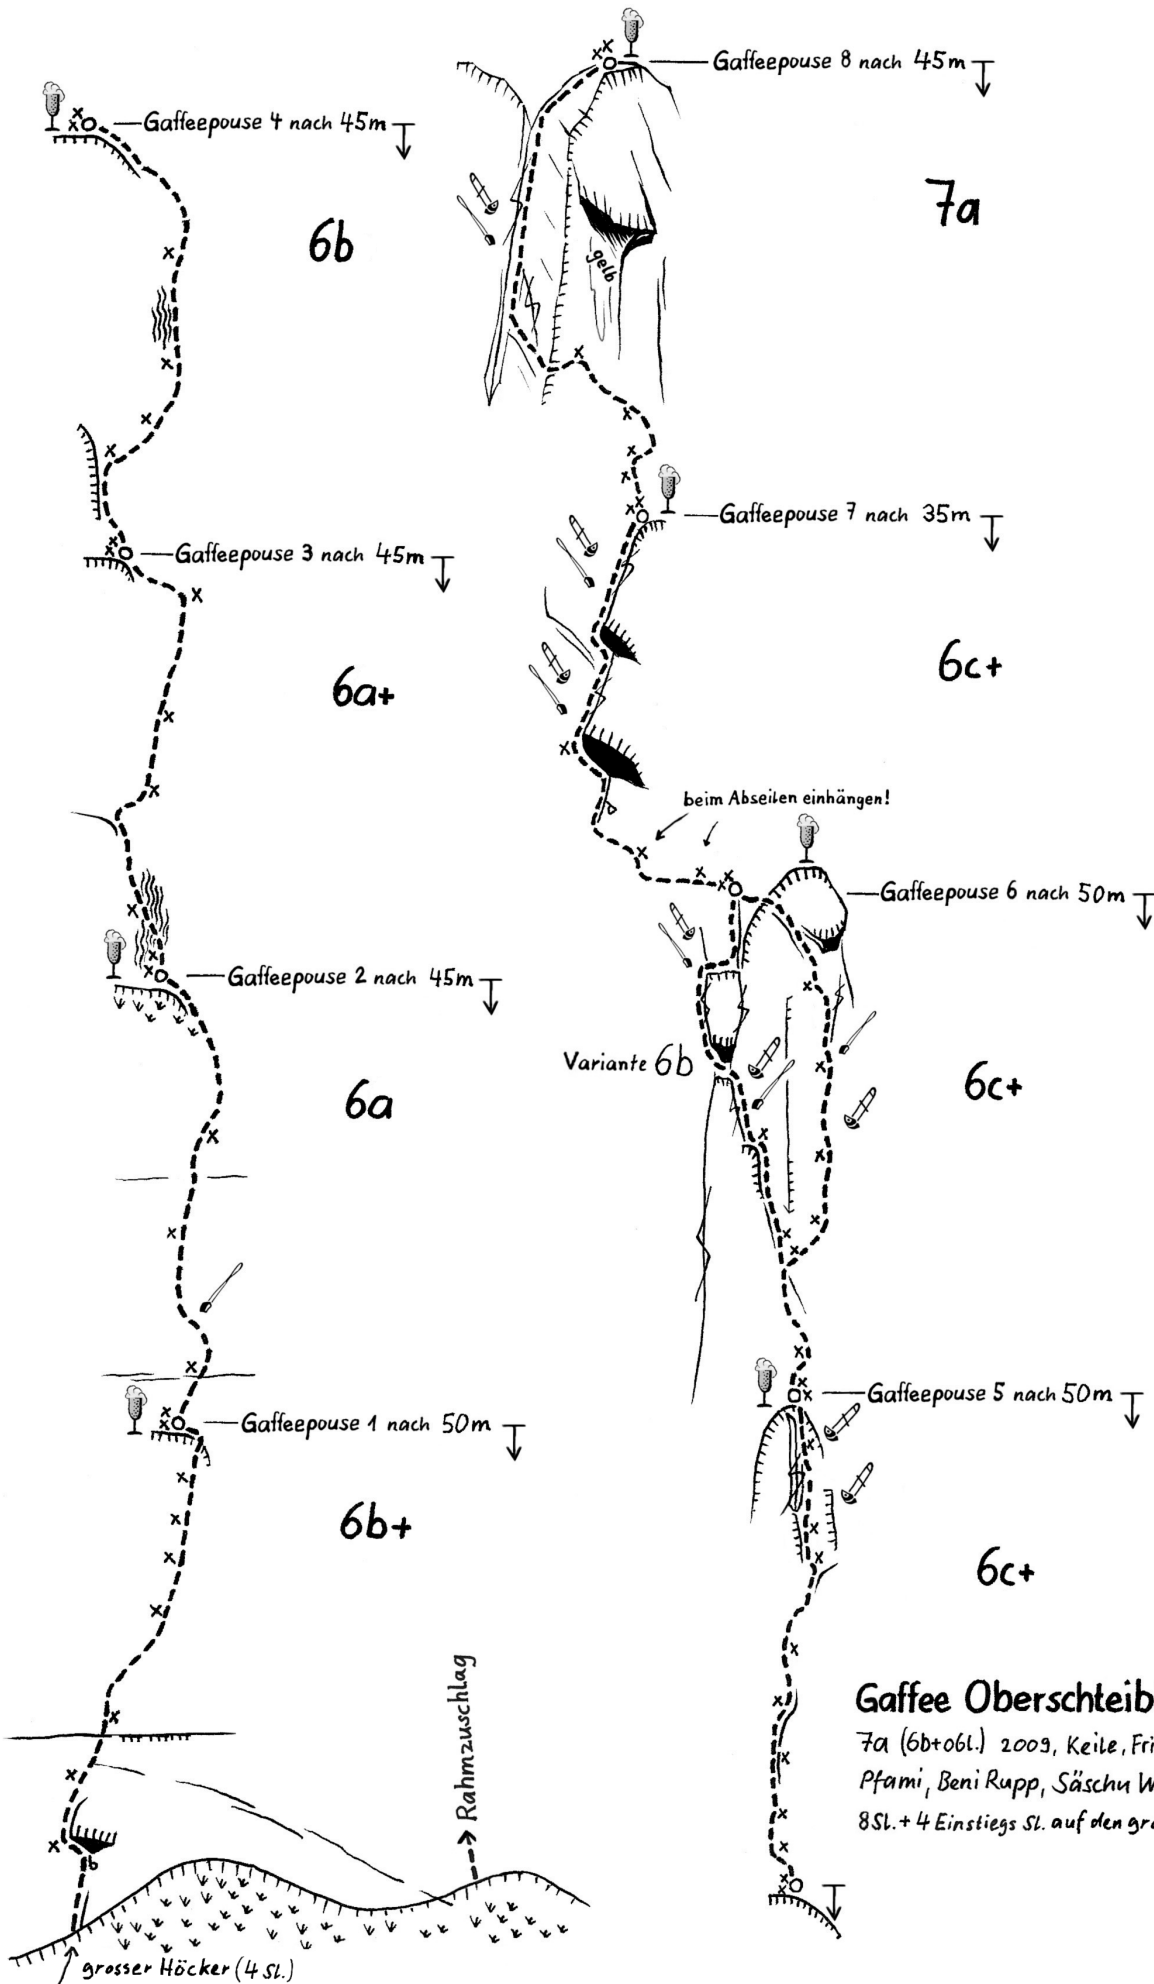 Gaffeepouse 8 nach 45m
7a
gelb
Gaffeepouse 4 nach 45m
6b
Gaffeepouse 7 nach 35m
Gaffeepouse 3 nach 45m
6c+
6a+
beim Abseilen einhängen!
Gaffeepouse 6 nach 50m
Gaffeepouse 2 nach 45m
Variante 6b
6c+
6a
Gaffeepouse 5 nach 50m
Gaffeepouse 1 nach 50m
6b+
6c+
Rahmzuschlag
b
Gaffee Oberschteib
7a (6b+obl.) 2009, Keile, Fri
Pfami, Beni Rupp, Säschu W
8SL. + 4 Einstiegs SL. auf den gr
grosser Höcker (4 SL.)